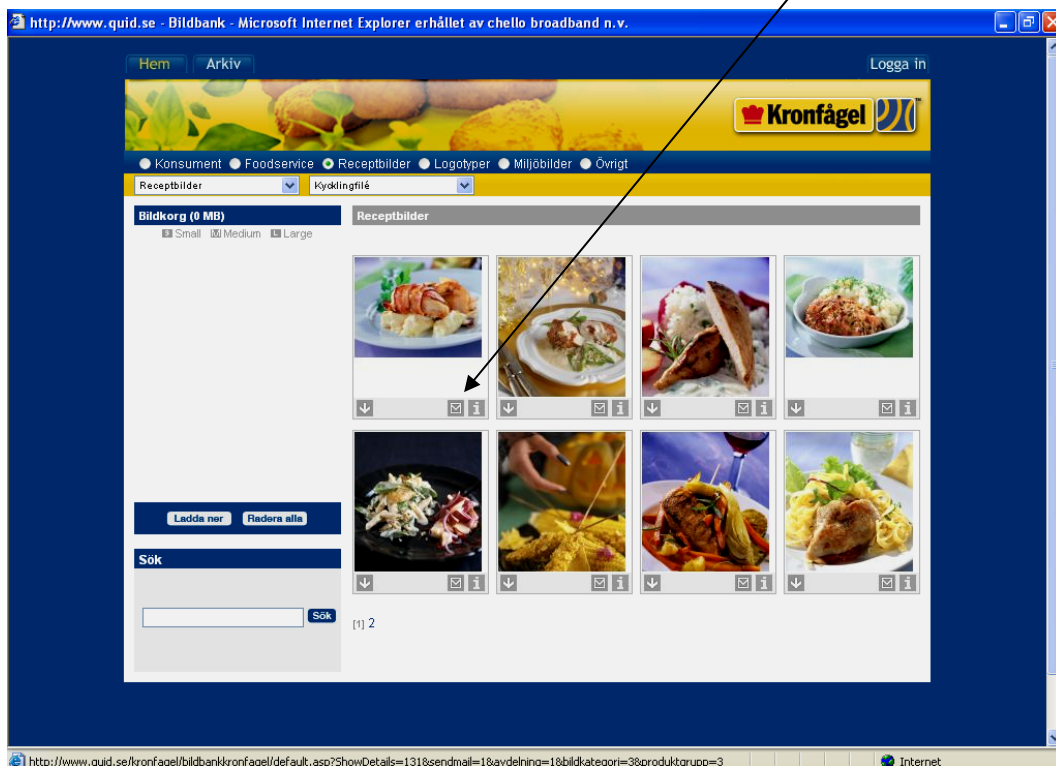 http://www.quid.se - Bildbank - Microsoft Internet Explorer erhållet av chello broadband n.v.
Hem Arkiv Logga in
Kronfågel
Konsument Foodservice Receptbilder Logotyper Miljöbilder Övrigt
Receptbilder Kycklingfilé
Bildkorg (0 MB) Receptbilder
S Small M Medium L Large
Ladda ner Radera alla
Sök
Sök
[1] 2
http://www.quid.se/kronfagel/bildbankkronfagel/default.asp?ShowDetails=131&sendmail=1&avdelning=1&bildkategori=3&produktgrupp=3 Internet